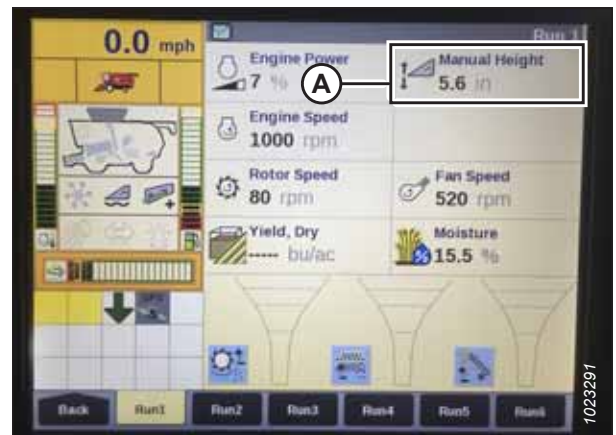 0.0 mph
Run 1
Engine Power
7 %
A
Manual Height
5.6 in
Engine Speed
1000 rpm
Rotor Speed
80 rpm
Fan Speed
520 rpm
Yield, Dry
----- bu/ac
Moisture
15.5 %
%
GPS
Back
Run1
Run2
Run3
Run4
Run5
Run6
1023291